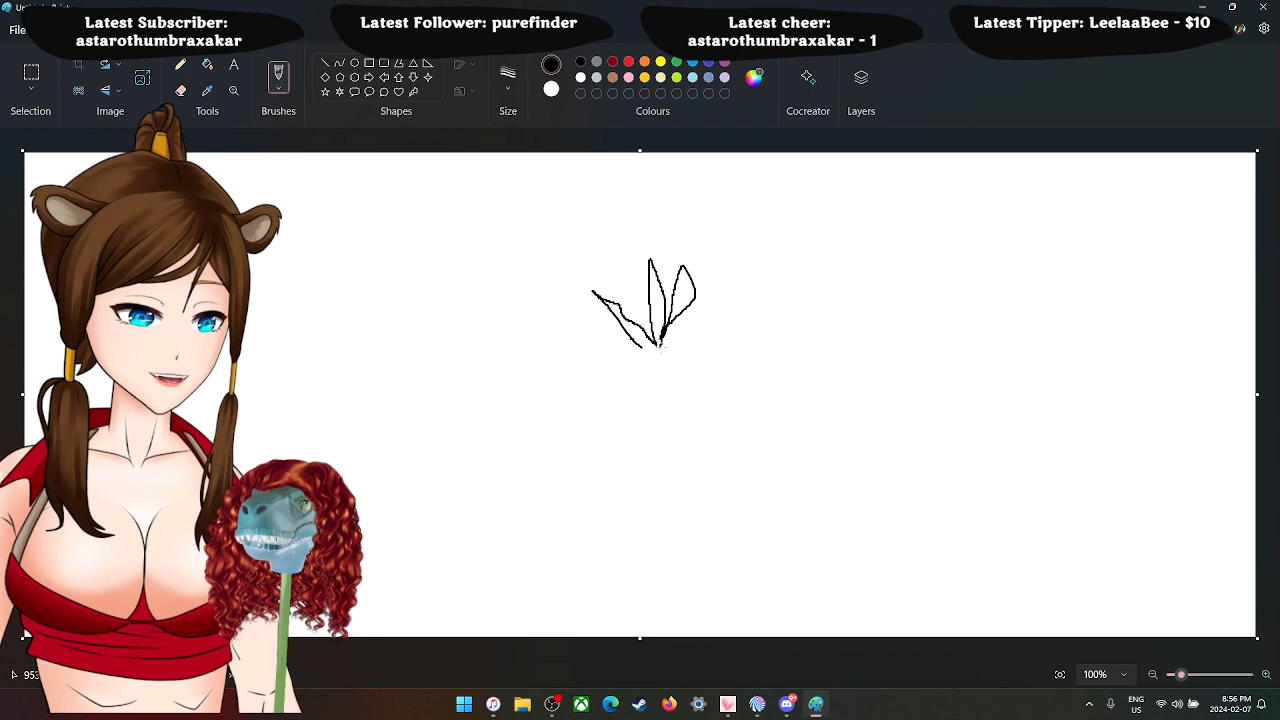 Latest Subscriber:
astarothumbraxakar
Latest Follower: purefinder
Latest cheer:
astarothumbraxakar - 1
Latest Tipper: LeelaaBee - $10
Selection
Image
Tools
Brushes
Shapes
Size
Colours
Cocreator
Layers
100%
ENG
US
8:56 PM
2024-02-07